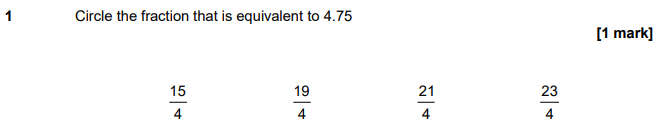 1 Circle the fraction that is equivalent to 4.75
[1 mark]
15/4 19/4 21/4 23/4